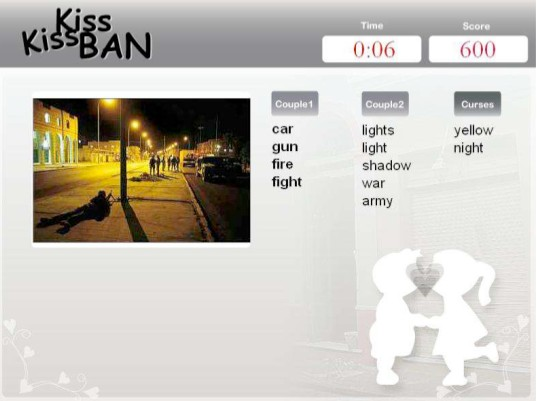 Kiss
KissBAN
Time
0:06
Score
600
Couple1
car
gun
fire
fight
Couple2
lights
light
shadow
war
army
Curses
yellow
night